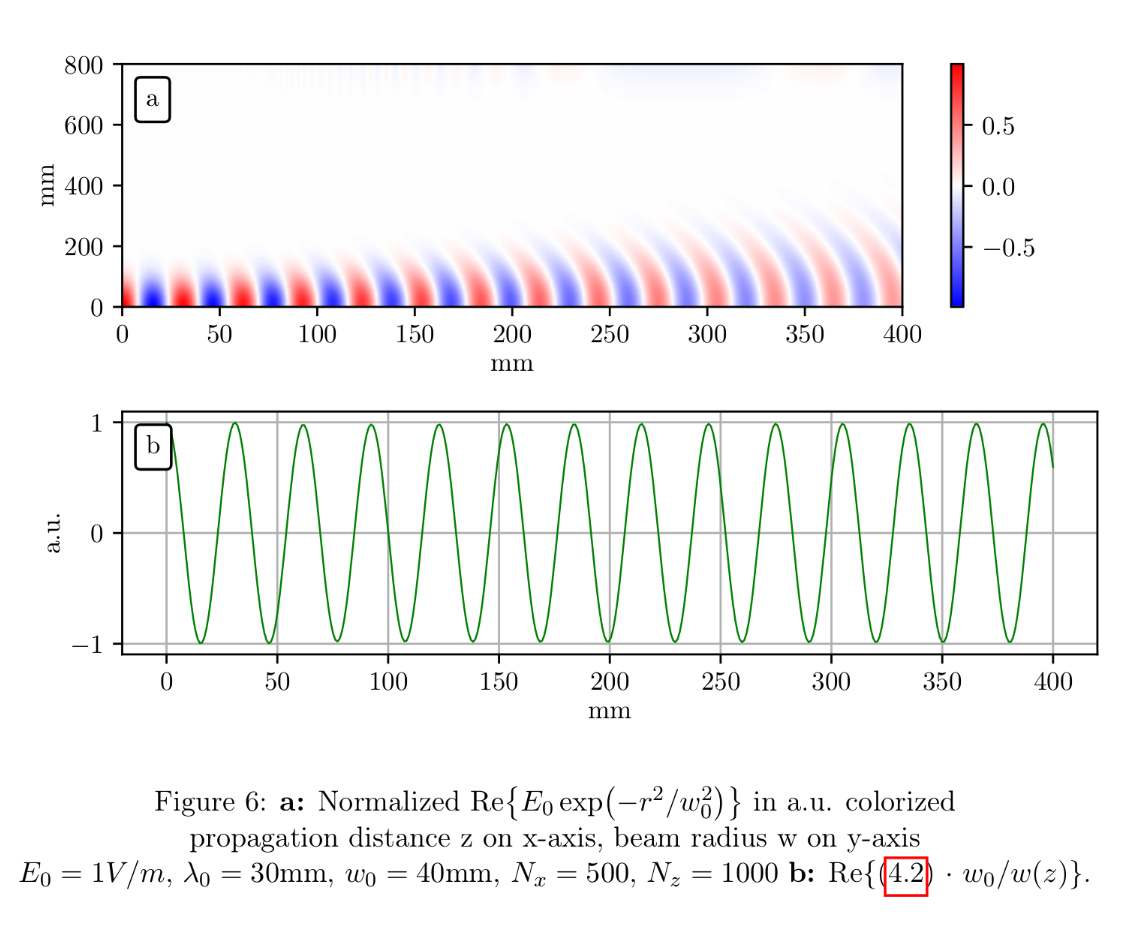 800
600
400
200
0
mm
a
0 50 100 150 200 250 300 350 400
mm
0.5
0.0
−0.5
1
0
−1
a.u.
b
0 50 100 150 200 250 300 350 400
mm
Figure 6: a: Normalized Re{E₀ exp(−r²/w₀²)} in a.u. colorized
propagation distance z on x-axis, beam radius w on y-axis
E₀ = 1V/m, λ₀ = 30mm, w₀ = 40mm, Nₓ = 500, N_z = 1000 b: Re{(4.2) · w₀/w(z)}.